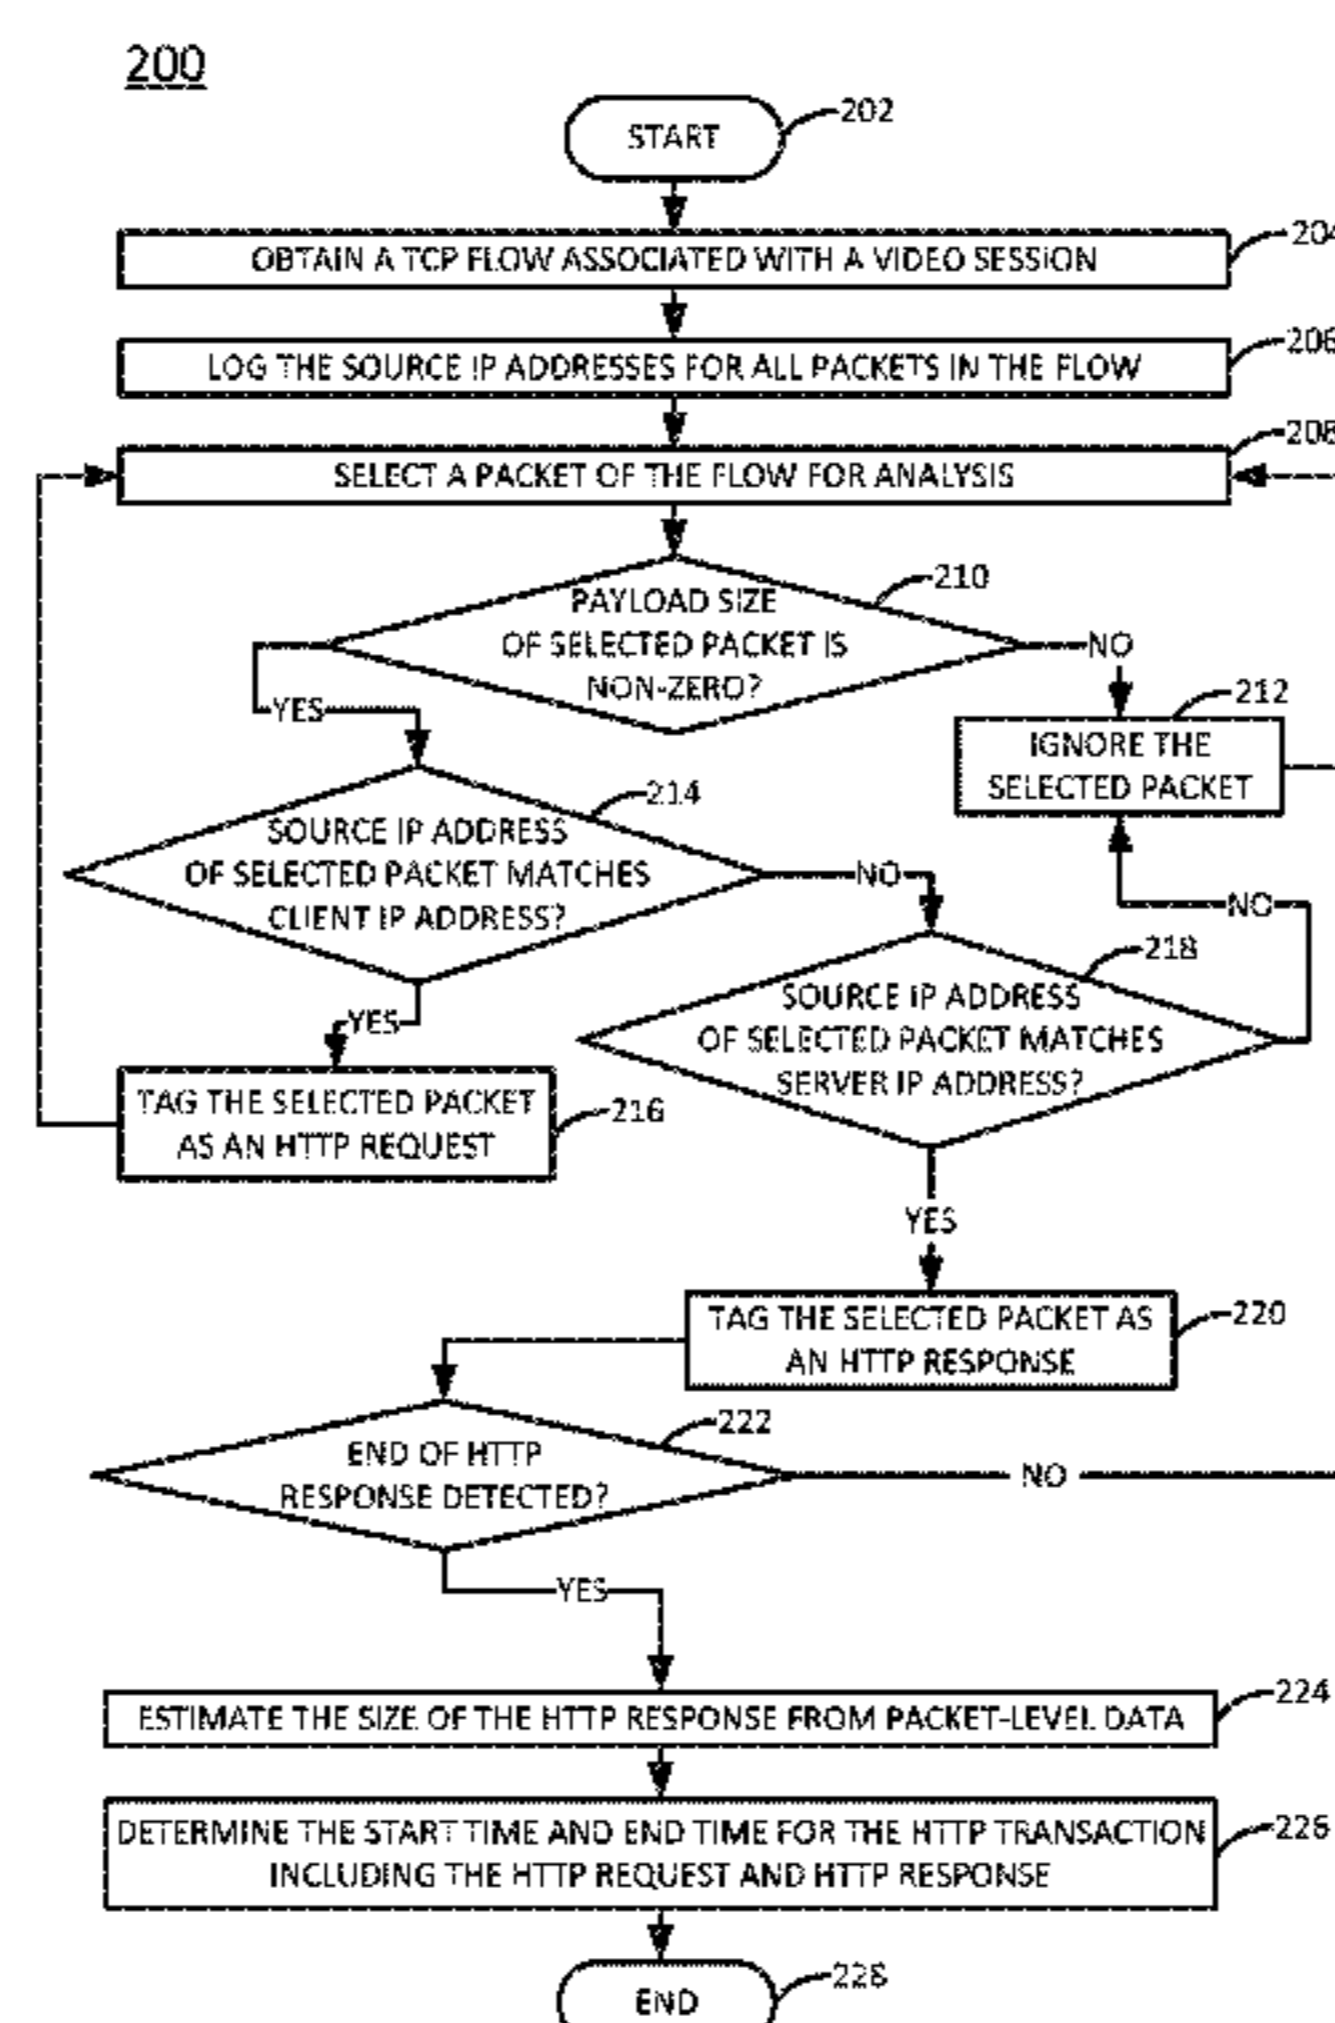 200
START
202
OBTAIN A TCP FLOW ASSOCIATED WITH A VIDEO SESSION
204
LOG THE SOURCE IP ADDRESSES FOR ALL PACKETS IN THE FLOW
206
SELECT A PACKET OF THE FLOW FOR ANALYSIS
208
PAYLOAD SIZE
OF SELECTED PACKET IS
NON-ZERO?
210
NO
YES
IGNORE THE
SELECTED PACKET
212
SOURCE IP ADDRESS
OF SELECTED PACKET MATCHES
CLIENT IP ADDRESS?
214
NO
NO
YES
SOURCE IP ADDRESS
OF SELECTED PACKET MATCHES
SERVER IP ADDRESS?
218
TAG THE SELECTED PACKET
AS AN HTTP REQUEST
216
YES
TAG THE SELECTED PACKET AS
AN HTTP RESPONSE
220
END OF HTTP
RESPONSE DETECTED?
222
NO
YES
ESTIMATE THE SIZE OF THE HTTP RESPONSE FROM PACKET-LEVEL DATA
224
DETERMINE THE START TIME AND END TIME FOR THE HTTP TRANSACTION
INCLUDING THE HTTP REQUEST AND HTTP RESPONSE
226
END
228